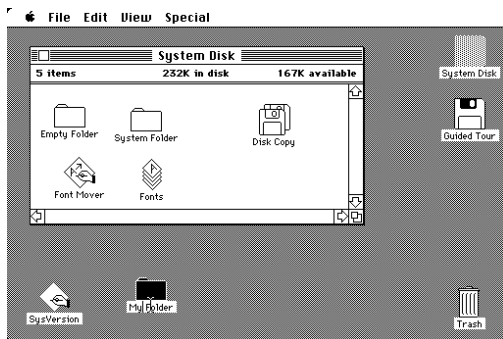 File Edit View Special
System Disk
5 items 232K in disk 167K available
Empty Folder System Folder Disk Copy
Font Mover Fonts
System Disk
Guided Tour
SysVersion My Folder Trash